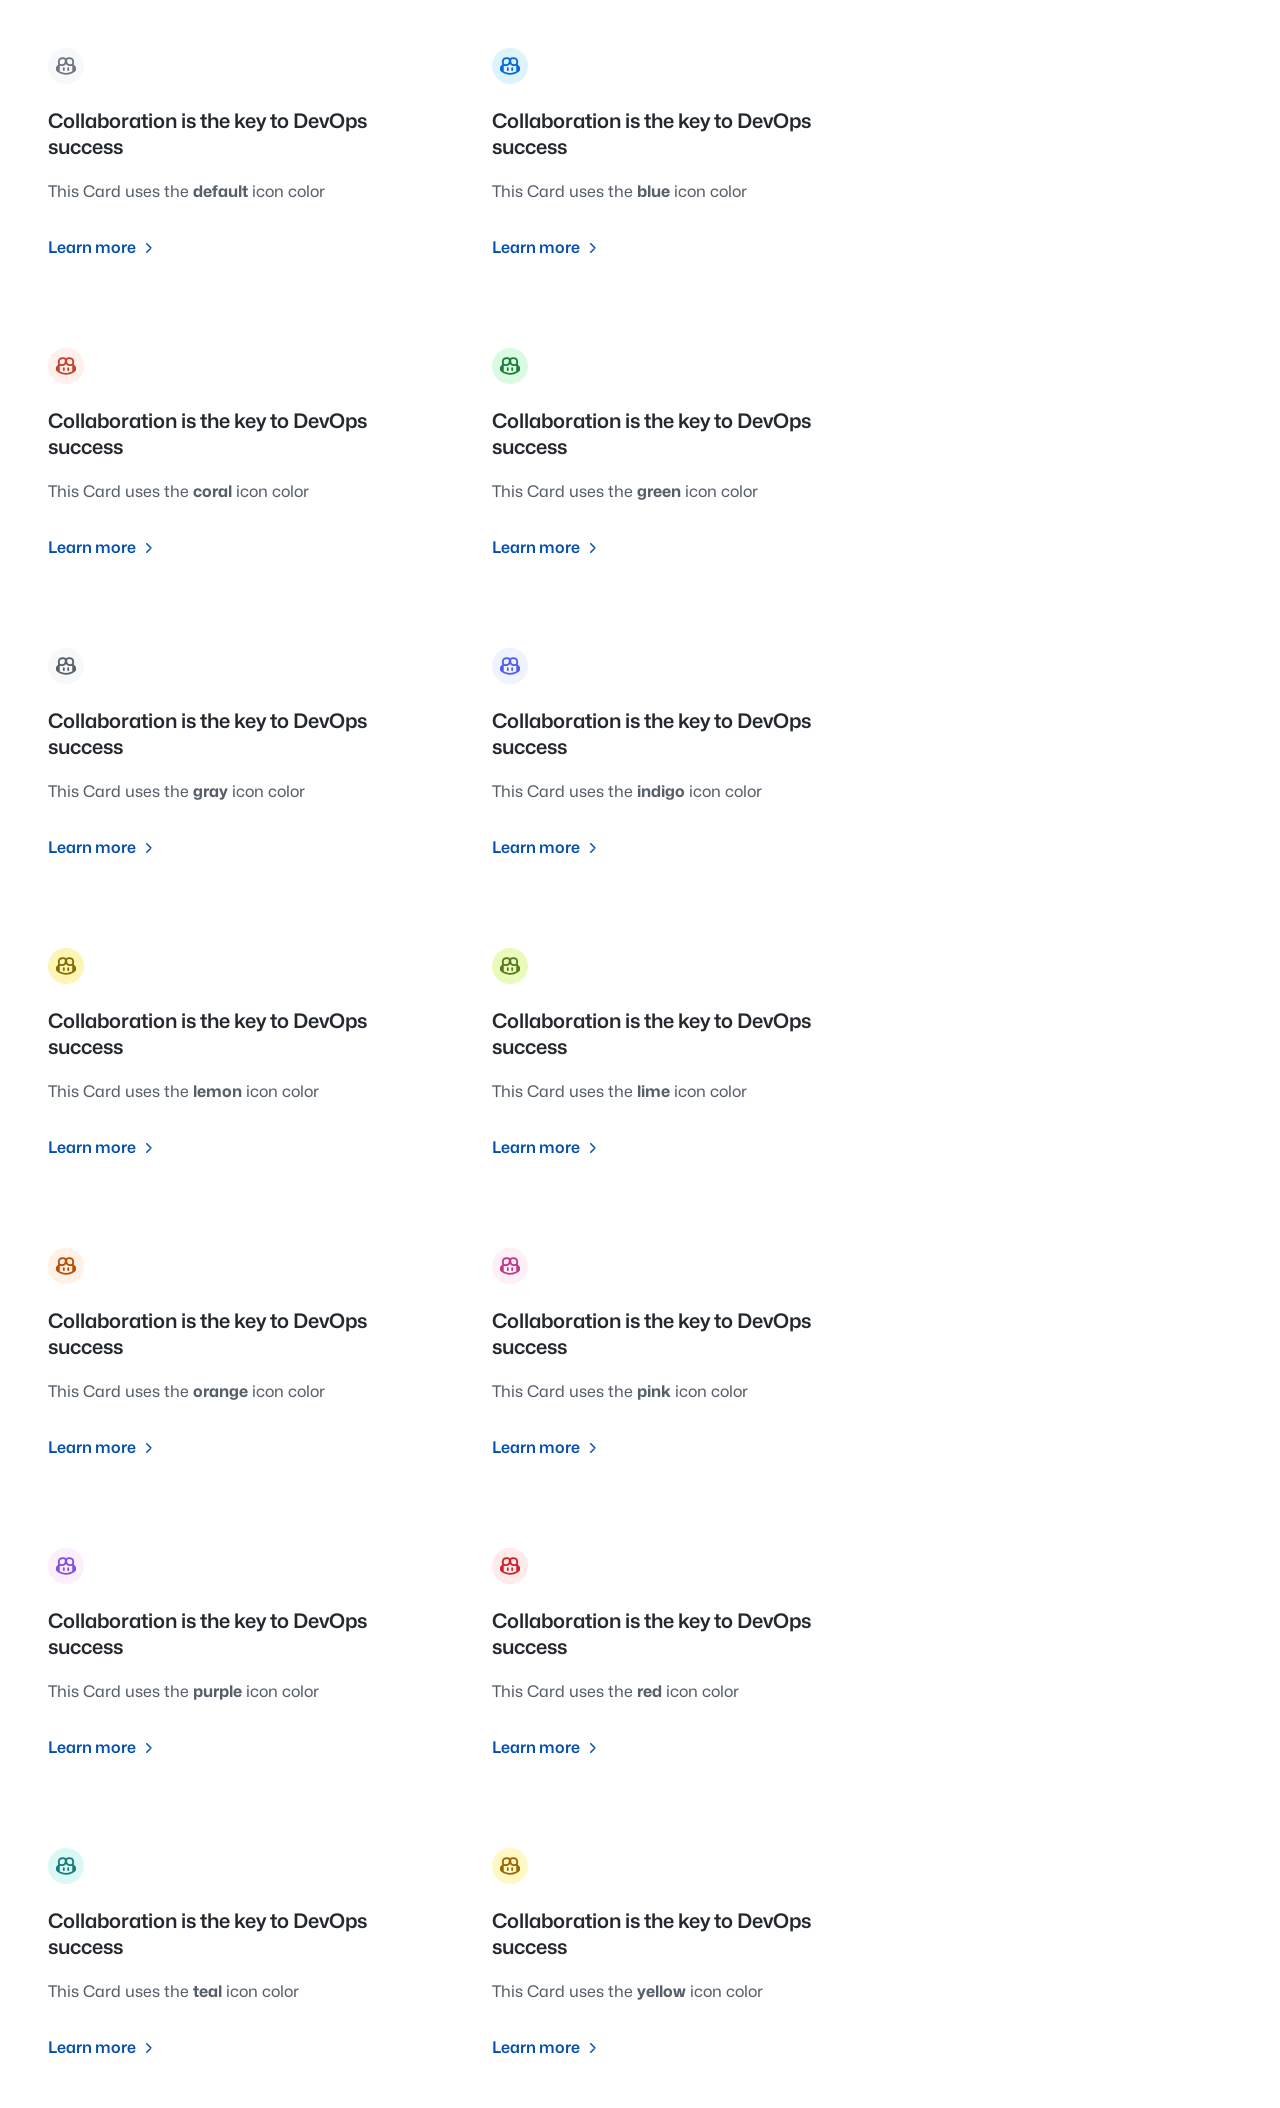 Collaboration is the key to DevOps
success
This Card uses the default icon color
Learn more
Collaboration is the key to DevOps
success
This Card uses the blue icon color
Learn more
Collaboration is the key to DevOps
success
This Card uses the coral icon color
Learn more
Collaboration is the key to DevOps
success
This Card uses the green icon color
Learn more
Collaboration is the key to DevOps
success
This Card uses the gray icon color
Learn more
Collaboration is the key to DevOps
success
This Card uses the indigo icon color
Learn more
Collaboration is the key to DevOps
success
This Card uses the lemon icon color
Learn more
Collaboration is the key to DevOps
success
This Card uses the lime icon color
Learn more
Collaboration is the key to DevOps
success
This Card uses the orange icon color
Learn more
Collaboration is the key to DevOps
success
This Card uses the pink icon color
Learn more
Collaboration is the key to DevOps
success
This Card uses the purple icon color
Learn more
Collaboration is the key to DevOps
success
This Card uses the red icon color
Learn more
Collaboration is the key to DevOps
success
This Card uses the teal icon color
Learn more
Collaboration is the key to DevOps
success
This Card uses the yellow icon color
Learn more